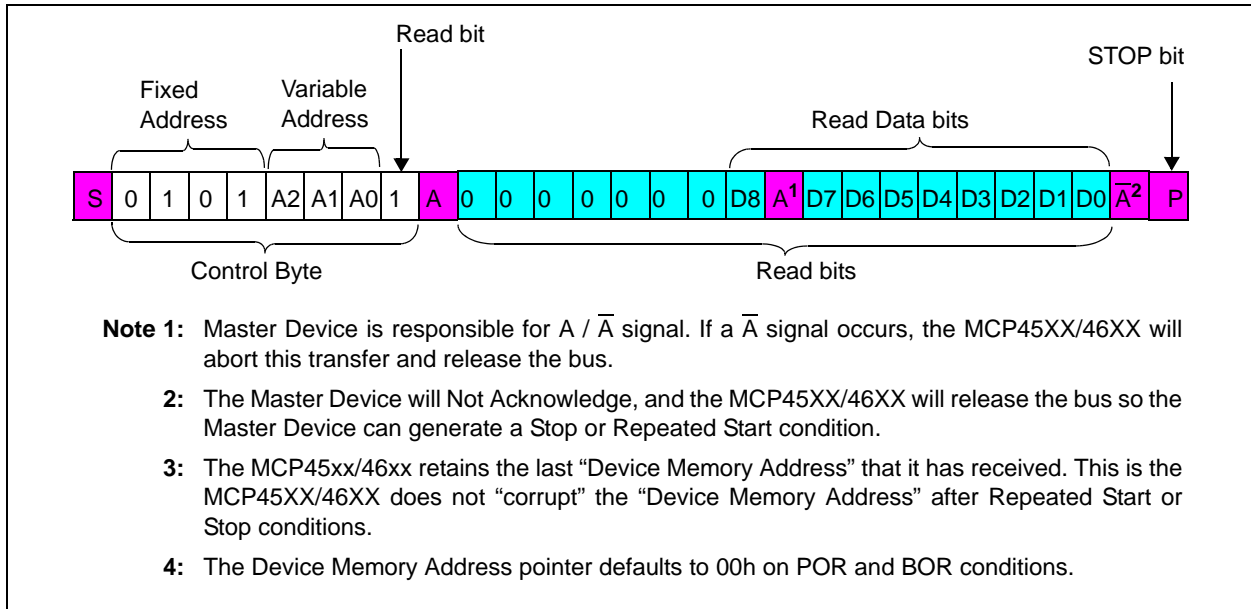 Read bit
STOP bit
Fixed Address
Variable Address
Read Data bits
S 0 1 0 1 A2 A1 A0 1 A 0 0 0 0 0 0 0 D8 A¹ D7 D6 D5 D4 D3 D2 D1 D0 A̅² P
Control Byte
Read bits
Note 1: Master Device is responsible for A / A̅ signal. If a A̅ signal occurs, the MCP45XX/46XX will
abort this transfer and release the bus.
2: The Master Device will Not Acknowledge, and the MCP45XX/46XX will release the bus so the
Master Device can generate a Stop or Repeated Start condition.
3: The MCP45xx/46xx retains the last “Device Memory Address” that it has received. This is the
MCP45XX/46XX does not “corrupt” the “Device Memory Address” after Repeated Start or
Stop conditions.
4: The Device Memory Address pointer defaults to 00h on POR and BOR conditions.